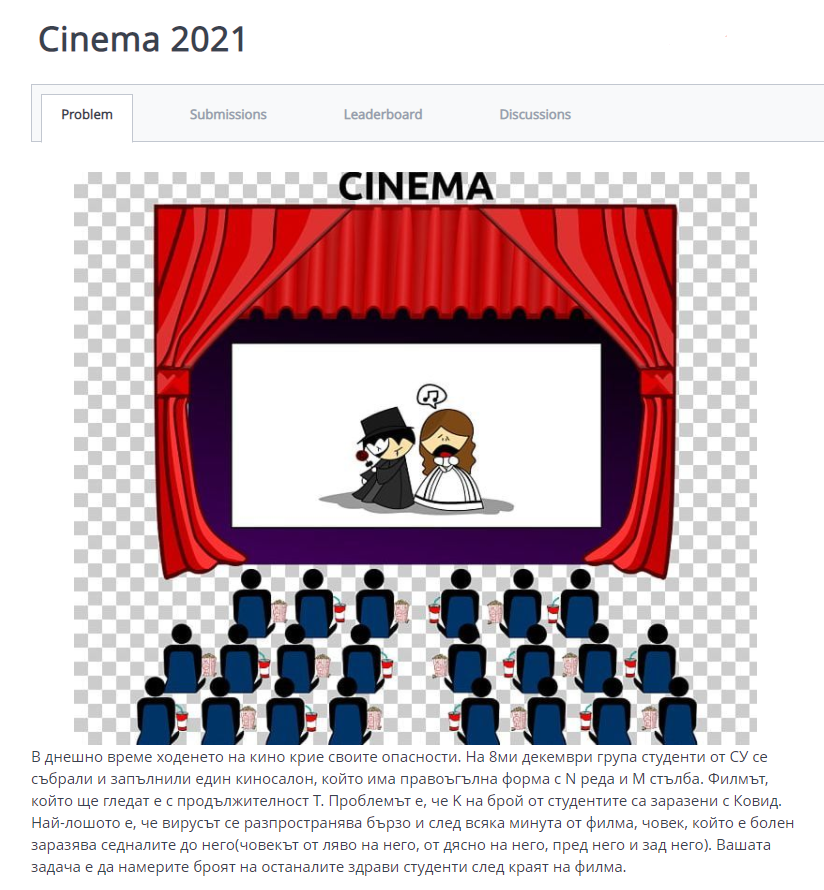 Cinema 2021
Problem Submissions Leaderboard Discussions
CINEMA
В днешно време ходенето на кино крие своите опасности. На 8ми декември група студенти от СУ се
събрали и запълнили един киносалон, който има правоъгълна форма с N реда и M стълба. Филмът,
който ще гледат е с продължителност T. Проблемът е, че K на брой от студентите са заразени с Ковид.
Най-лошото е, че вирусът се разпространява бързо и след всяка минута от филма, човек, който е болен
заразява седналите до него(човекът от ляво на него, от дясно на него, пред него и зад него). Вашата
задача е да намерите броят на останалите здрави студенти след краят на филма.